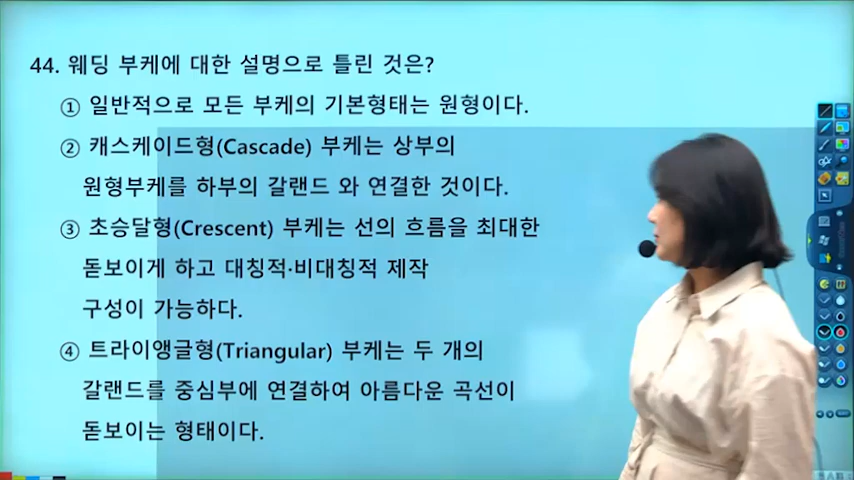 44. 웨딩 부케에 대한 설명으로 틀린 것은?
① 일반적으로 모든 부케의 기본형태는 원형이다.
② 캐스케이드형(Cascade) 부케는 상부의
원형부케를 하부의 갈랜드 와 연결한 것이다.
③ 초승달형(Crescent) 부케는 선의 흐름을 최대한
돋보이게 하고 대칭적·비대칭적 제작
구성이 가능하다.
④ 트라이앵글형(Triangular) 부케는 두 개의
갈랜드를 중심부에 연결하여 아름다운 곡선이
돋보이는 형태이다.